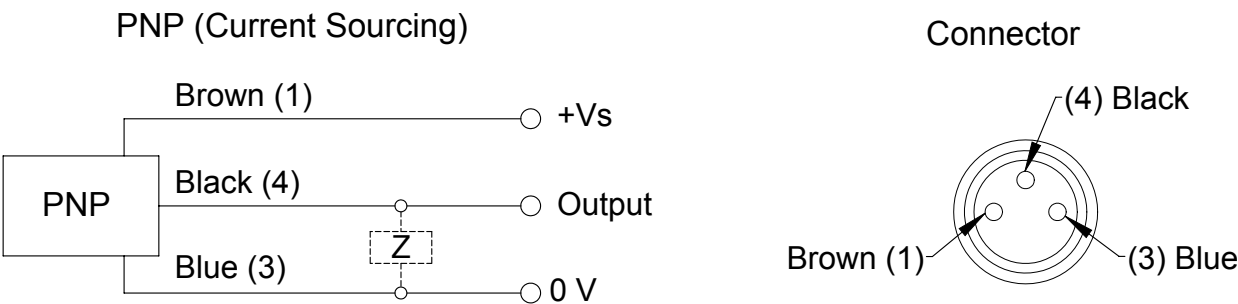 PNP (Current Sourcing)
Brown (1)
+Vs
PNP
Black (4)
Output
Z
Blue (3)
0 V
Connector
(4) Black
Brown (1)
(3) Blue